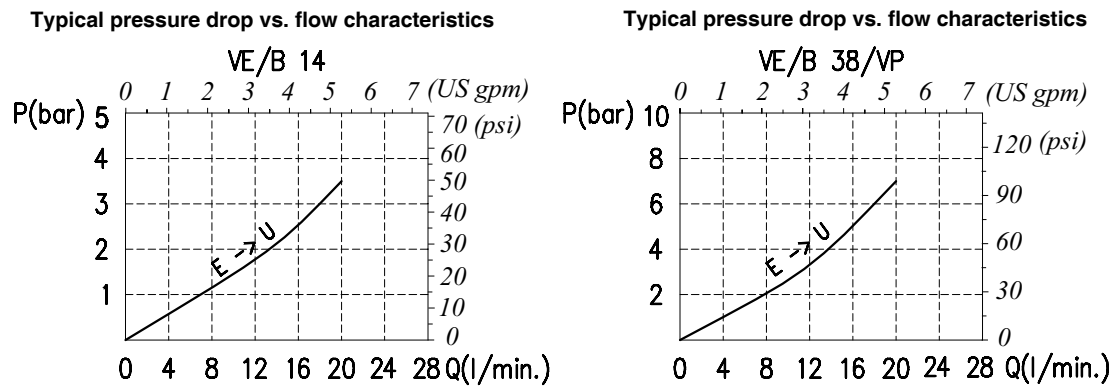 Typical pressure drop vs. flow characteristics
VE/B 14
0 1 2 3 4 5 6 7 (US gpm)
P(bar) 5
70 (psi)
4
60
50
3
40
E → U
2
30
20
1
10
0
0 4 8 12 16 20 24 28 Q(l/min.)
Typical pressure drop vs. flow characteristics
VE/B 38/VP
0 1 2 3 4 5 6 7 (US gpm)
P(bar) 10
120 (psi)
8
90
6
E → U
4
60
2
30
0
0 4 8 12 16 20 24 28 Q(l/min.)